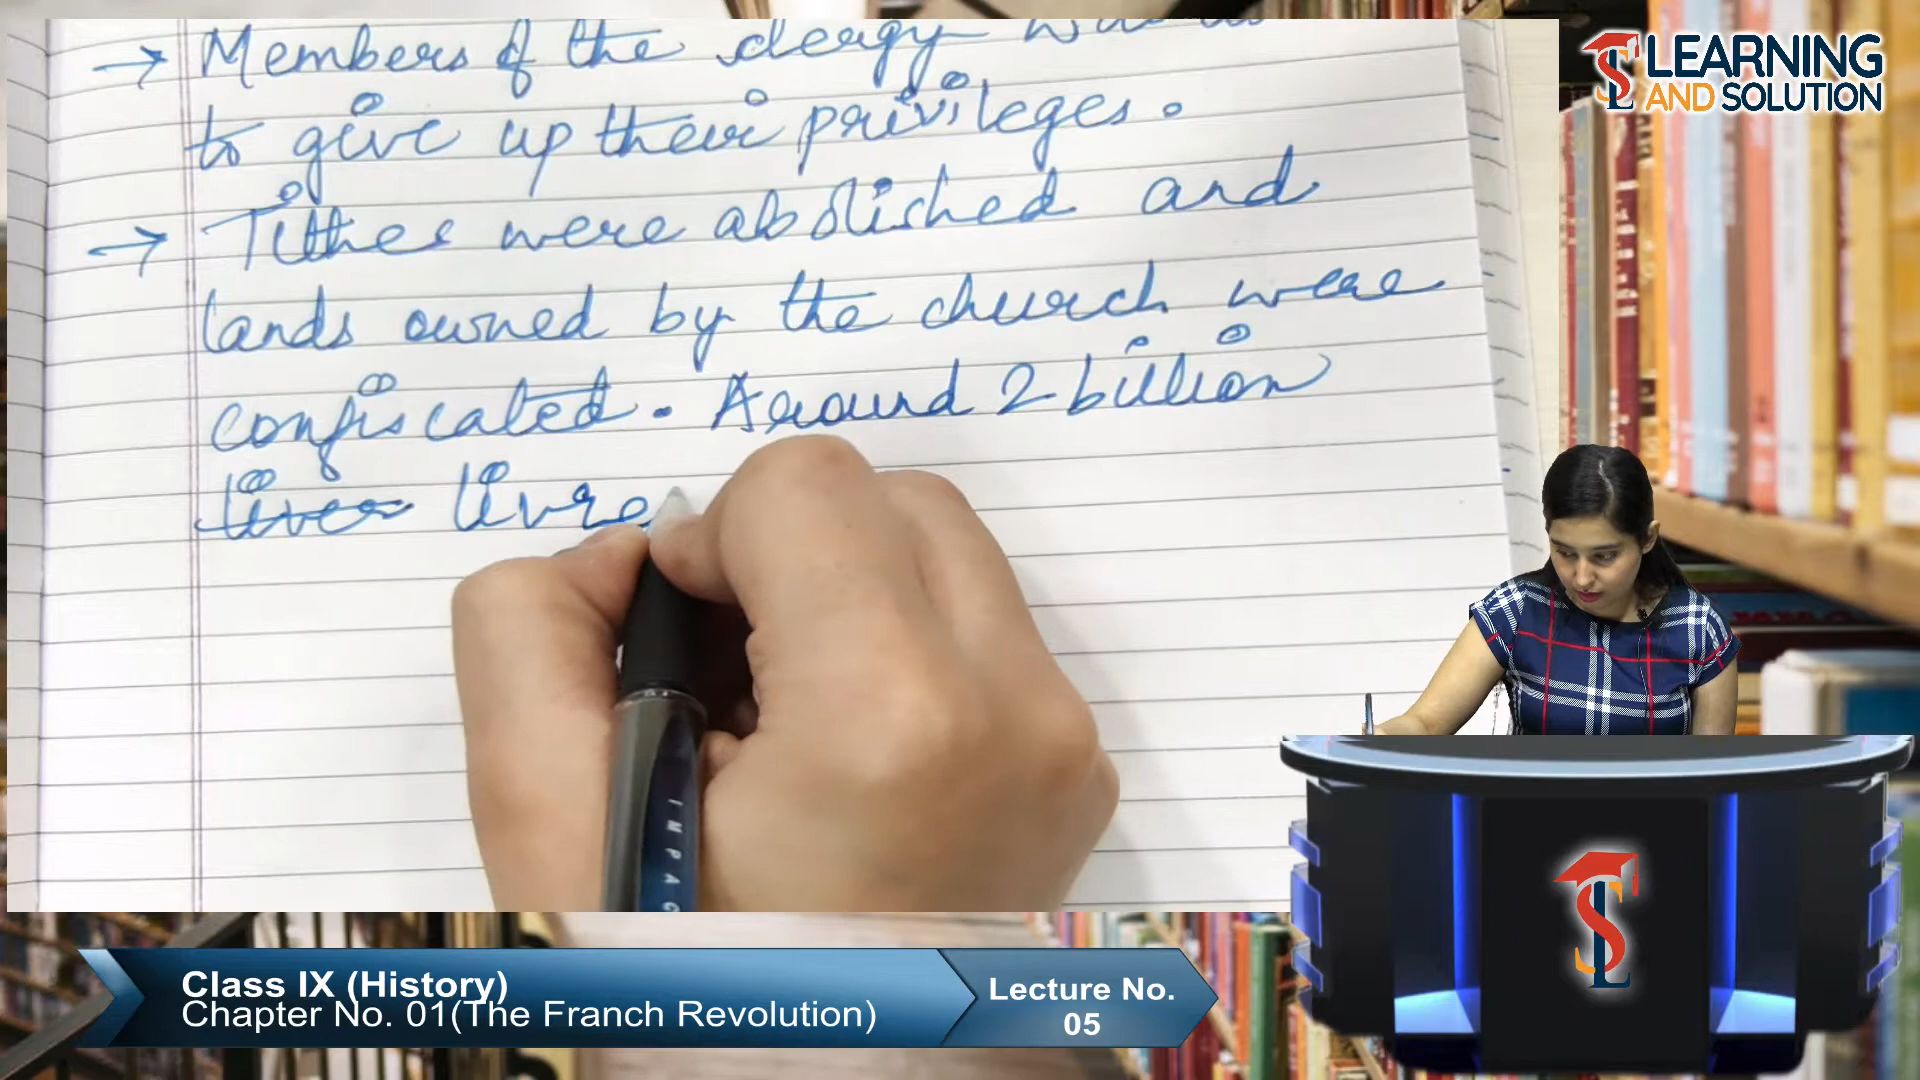 → Members of the clergy
to give up their privileges.
→ Tithes were abolished and
lands owned by the church were
confiscated. Around 2 billion
livre
LEARNING
AND SOLUTION
IMPAG
Class IX (History)
Chapter No. 01(The Franch Revolution)
Lecture No.
05